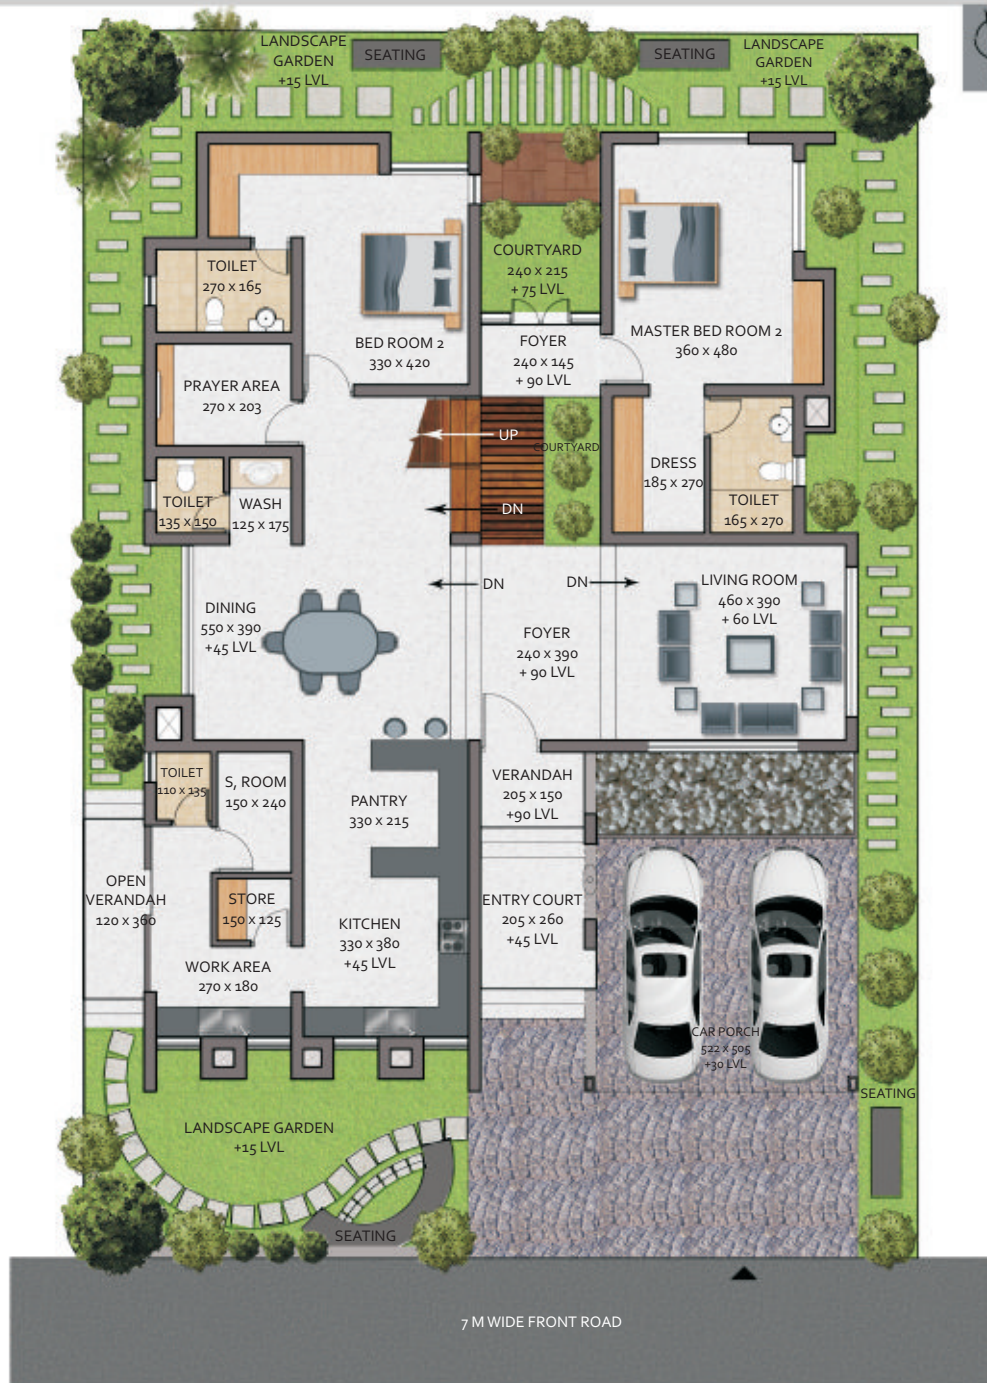 LANDSCAPE
GARDEN
+15 LVL
SEATING
SEATING
LANDSCAPE
GARDEN
+15 LVL
TOILET
270 x 165
BED ROOM 2
330 x 420
COURTYARD
240 x 215
+ 75 LVL
FOYER
240 x 145
+ 90 LVL
MASTER BED ROOM 2
360 x 480
PRAYER AREA
270 x 203
UP
COURTYARD
DN
DRESS
185 x 270
TOILET
165 x 270
TOILET
135 x 150
WASH
125 x 175
DN
DN
DINING
550 x 390
+45 LVL
FOYER
240 x 390
+ 90 LVL
LIVING ROOM
460 x 390
+ 60 LVL
TOILET
110 x 135
S, ROOM
150 x 240
PANTRY
330 x 215
VERANDAH
205 x 150
+90 LVL
OPEN
VERANDAH
120 x 360
STORE
150 x 125
KITCHEN
330 x 380
+45 LVL
ENTRY COURT
205 x 260
+45 LVL
WORK AREA
270 x 180
CAR PORCH
522 x 505
+30 LVL
SEATING
LANDSCAPE GARDEN
+15 LVL
SEATING
7 M WIDE FRONT ROAD